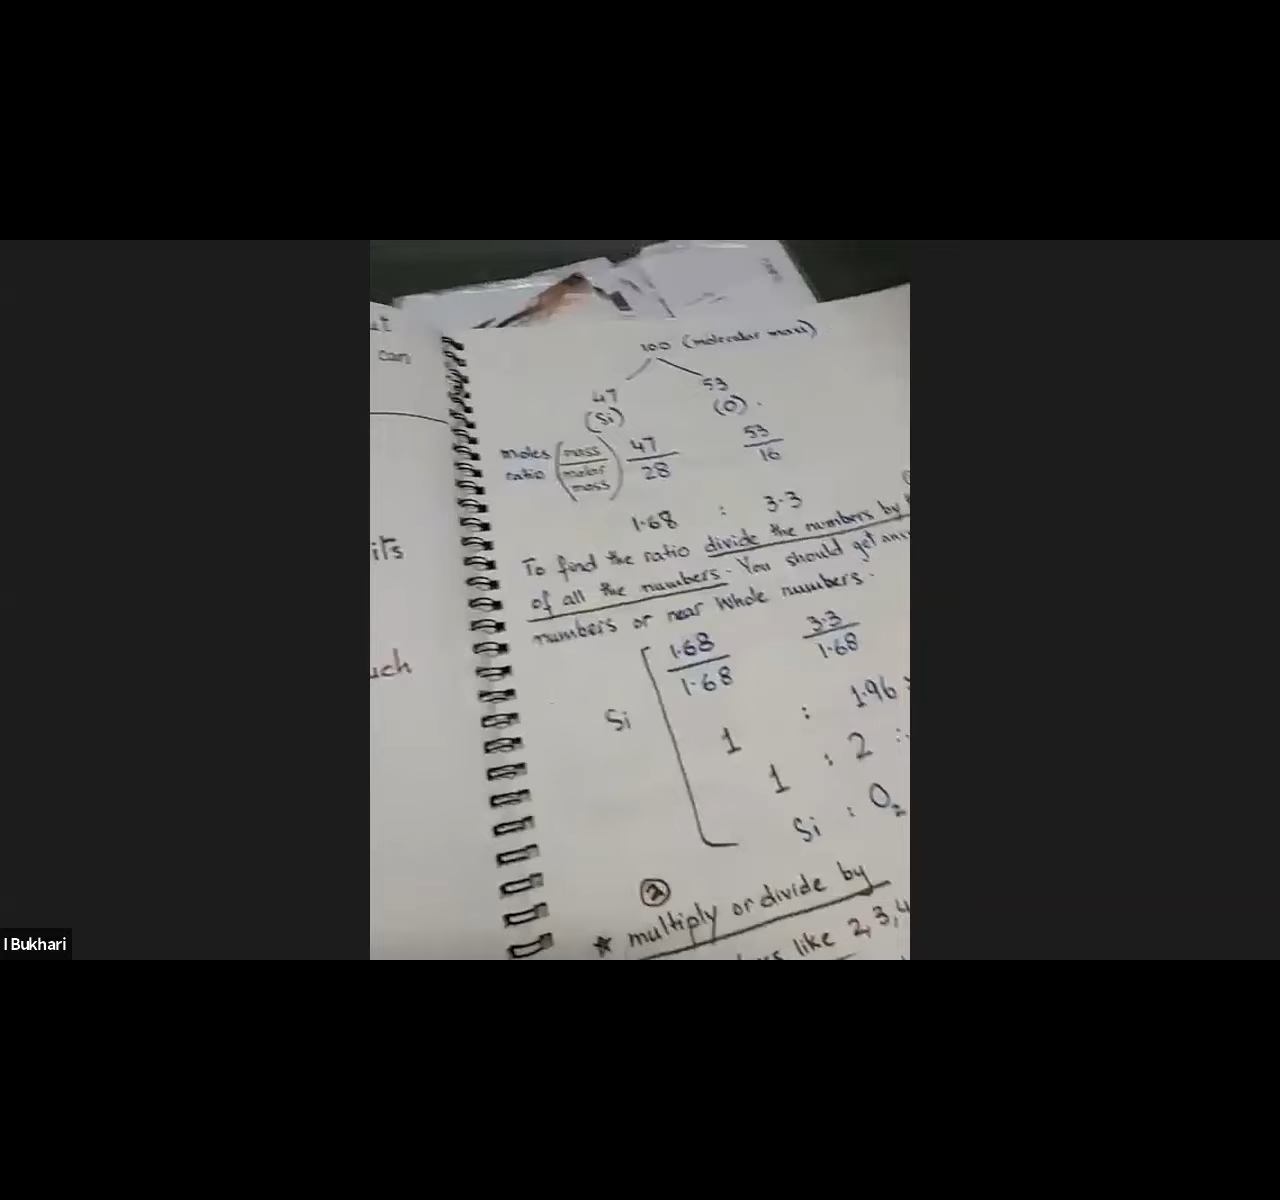 100 (molecular mass)
47 53
(Si) (O).
moles ratio (mass / molar mass) 47/28 53/16
1.68 : 3.3
To find the ratio divide the numbers by
of all the numbers. You should get
numbers or near whole numbers.
1.68/1.68 3.3/1.68
Si
1 : 1.96
1 : 2 :
Si : O₂
②
* multiply or divide by
like 2, 3, 4
can
its
I Bukhari